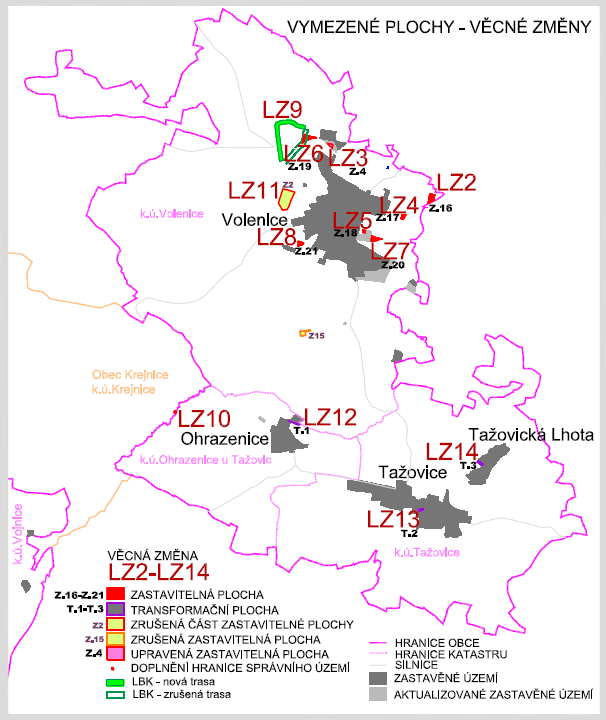 VYMEZENÉ PLOCHY - VĚCNÉ ZMĚNY
LZ9
LZ6
Z.19
LZ3
Z.4
LZ11
Z2
LZ2
Z.16
LZ4
Z.17
k.ú.Volenice
Volenice
LZ5
Z.18
LZ8
Z.21
LZ7
Z.20
Z15
Obec Krejnice
k.ú.Krejnice
LZ10
LZ12
T.1
Ohrazenice
k.ú.Ohrazenice u Tažovic
Tažovická Lhota
LZ14
T.3
Tažovice
LZ13
T.2
k.ú.Tažovice
k.ú.Vojnice
VĚCNÁ ZMĚNA
LZ2-LZ14
Z.16-Z.21 ZASTAVITELNÁ PLOCHA
T.1-T.3 TRANSFORMAČNÍ PLOCHA
Z2 ZRUŠENÁ ČÁST ZASTAVITELNÉ PLOCHY
Z.15 ZRUŠENÁ ZASTAVITELNÁ PLOCHA
Z.4 UPRAVENÁ ZASTAVITELNÁ PLOCHA
DOPLNĚNÍ HRANICE SPRÁVNÍHO ÚZEMÍ
LBK - nová trasa
LBK - zrušená trasa
HRANICE OBCE
HRANICE KATASTRU
SILNICE
ZASTAVĚNÉ ÚZEMÍ
AKTUALIZOVANÉ ZASTAVĚNÉ ÚZEMÍ